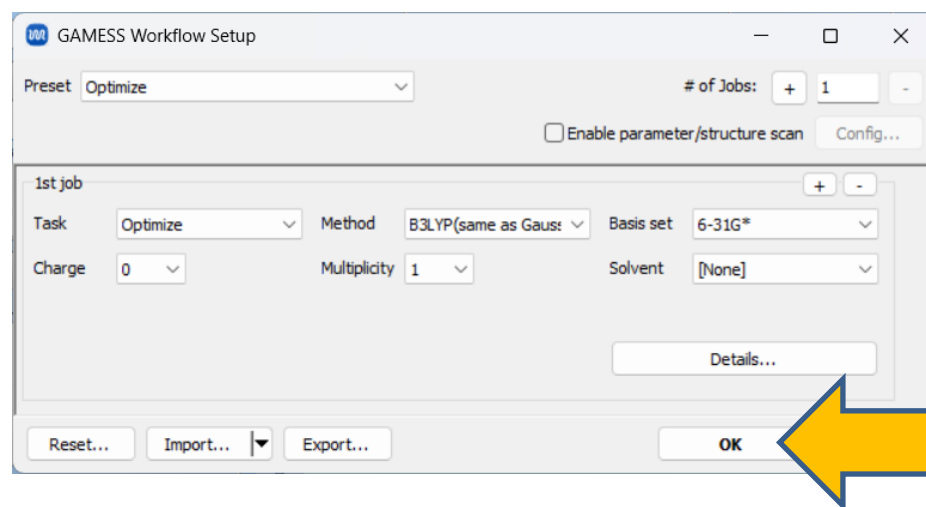 GAMESS Workflow Setup
Preset Optimize # of Jobs: + 1 -
Enable parameter/structure scan Config...
1st job + -
Task Optimize Method B3LYP(same as Gaus: Basis set 6-31G*
Charge 0 Multiplicity 1 Solvent [None]
Details...
Reset... Import... Export... OK